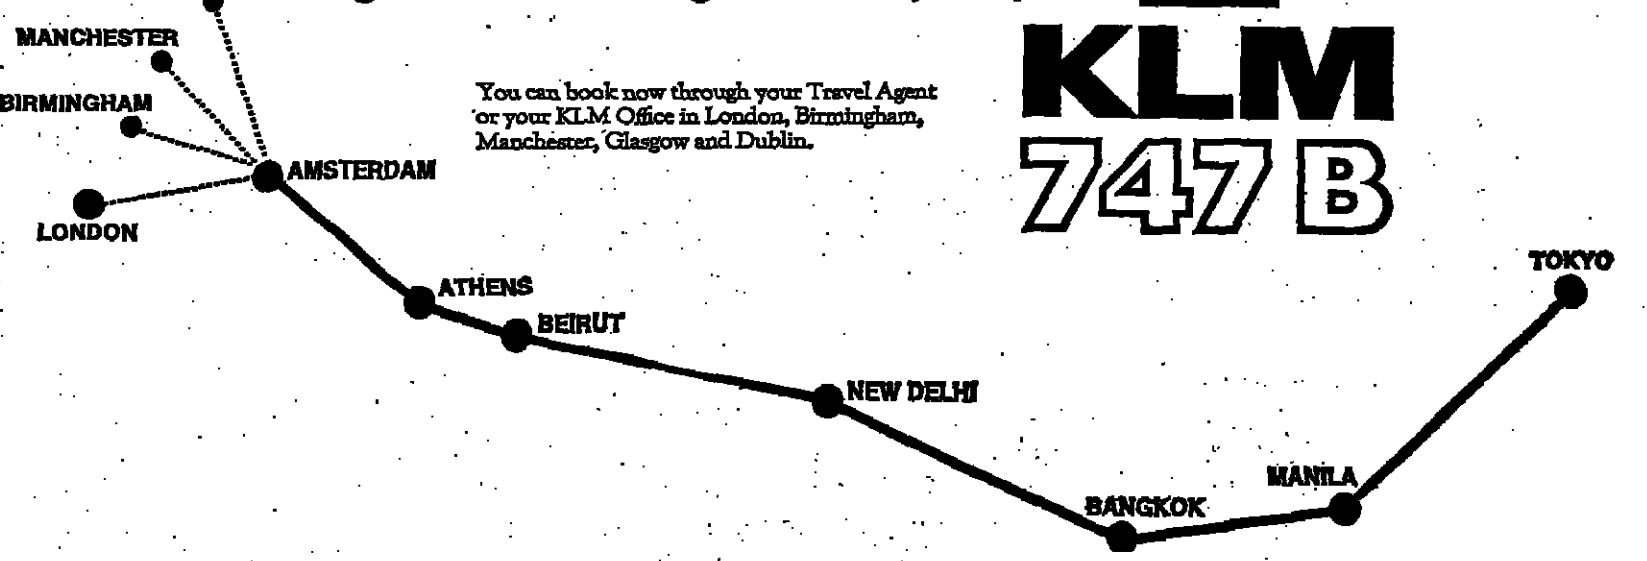 MANCHESTER
BIRMINGHAM
LONDON
AMSTERDAM
You can book now through your Travel Agent
or your KLM Office in London, Birmingham,
Manchester, Glasgow and Dublin.
KLM
747 B
ATHENS
BEIRUT
NEW DELHI
BANGKOK
MANILA
TOKYO